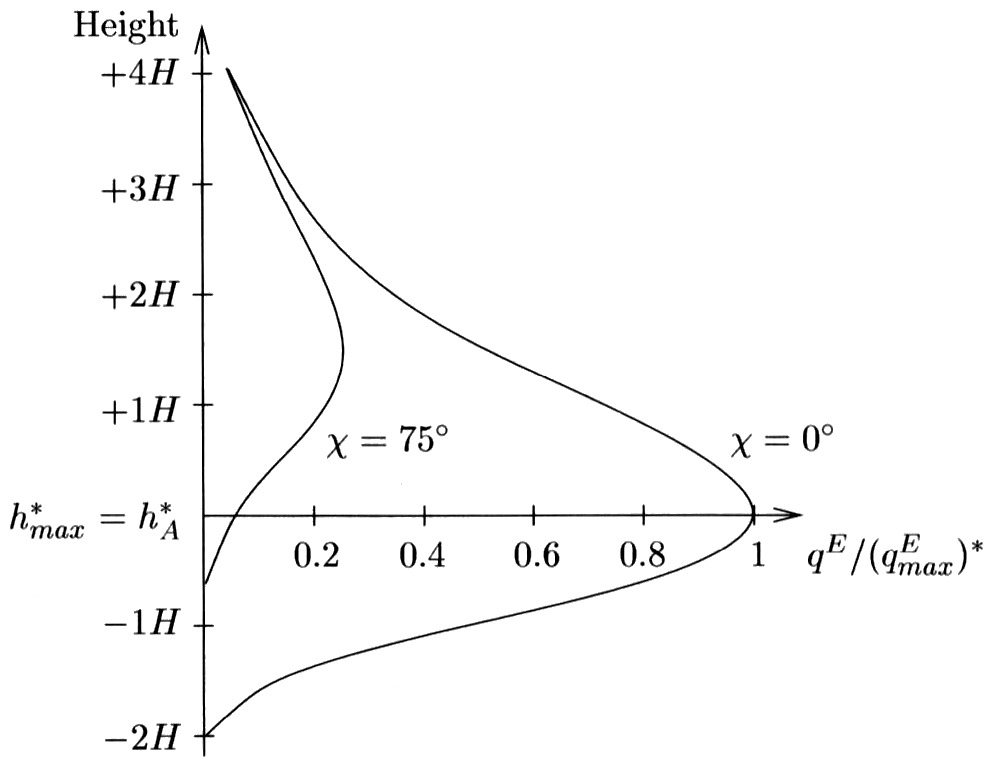 Height
+4H
+3H
+2H
+1H
χ = 75°
χ = 0°
h*max = h*A
0.2 0.4 0.6 0.8 1 q^E/(q^E_max)*
−1H
−2H